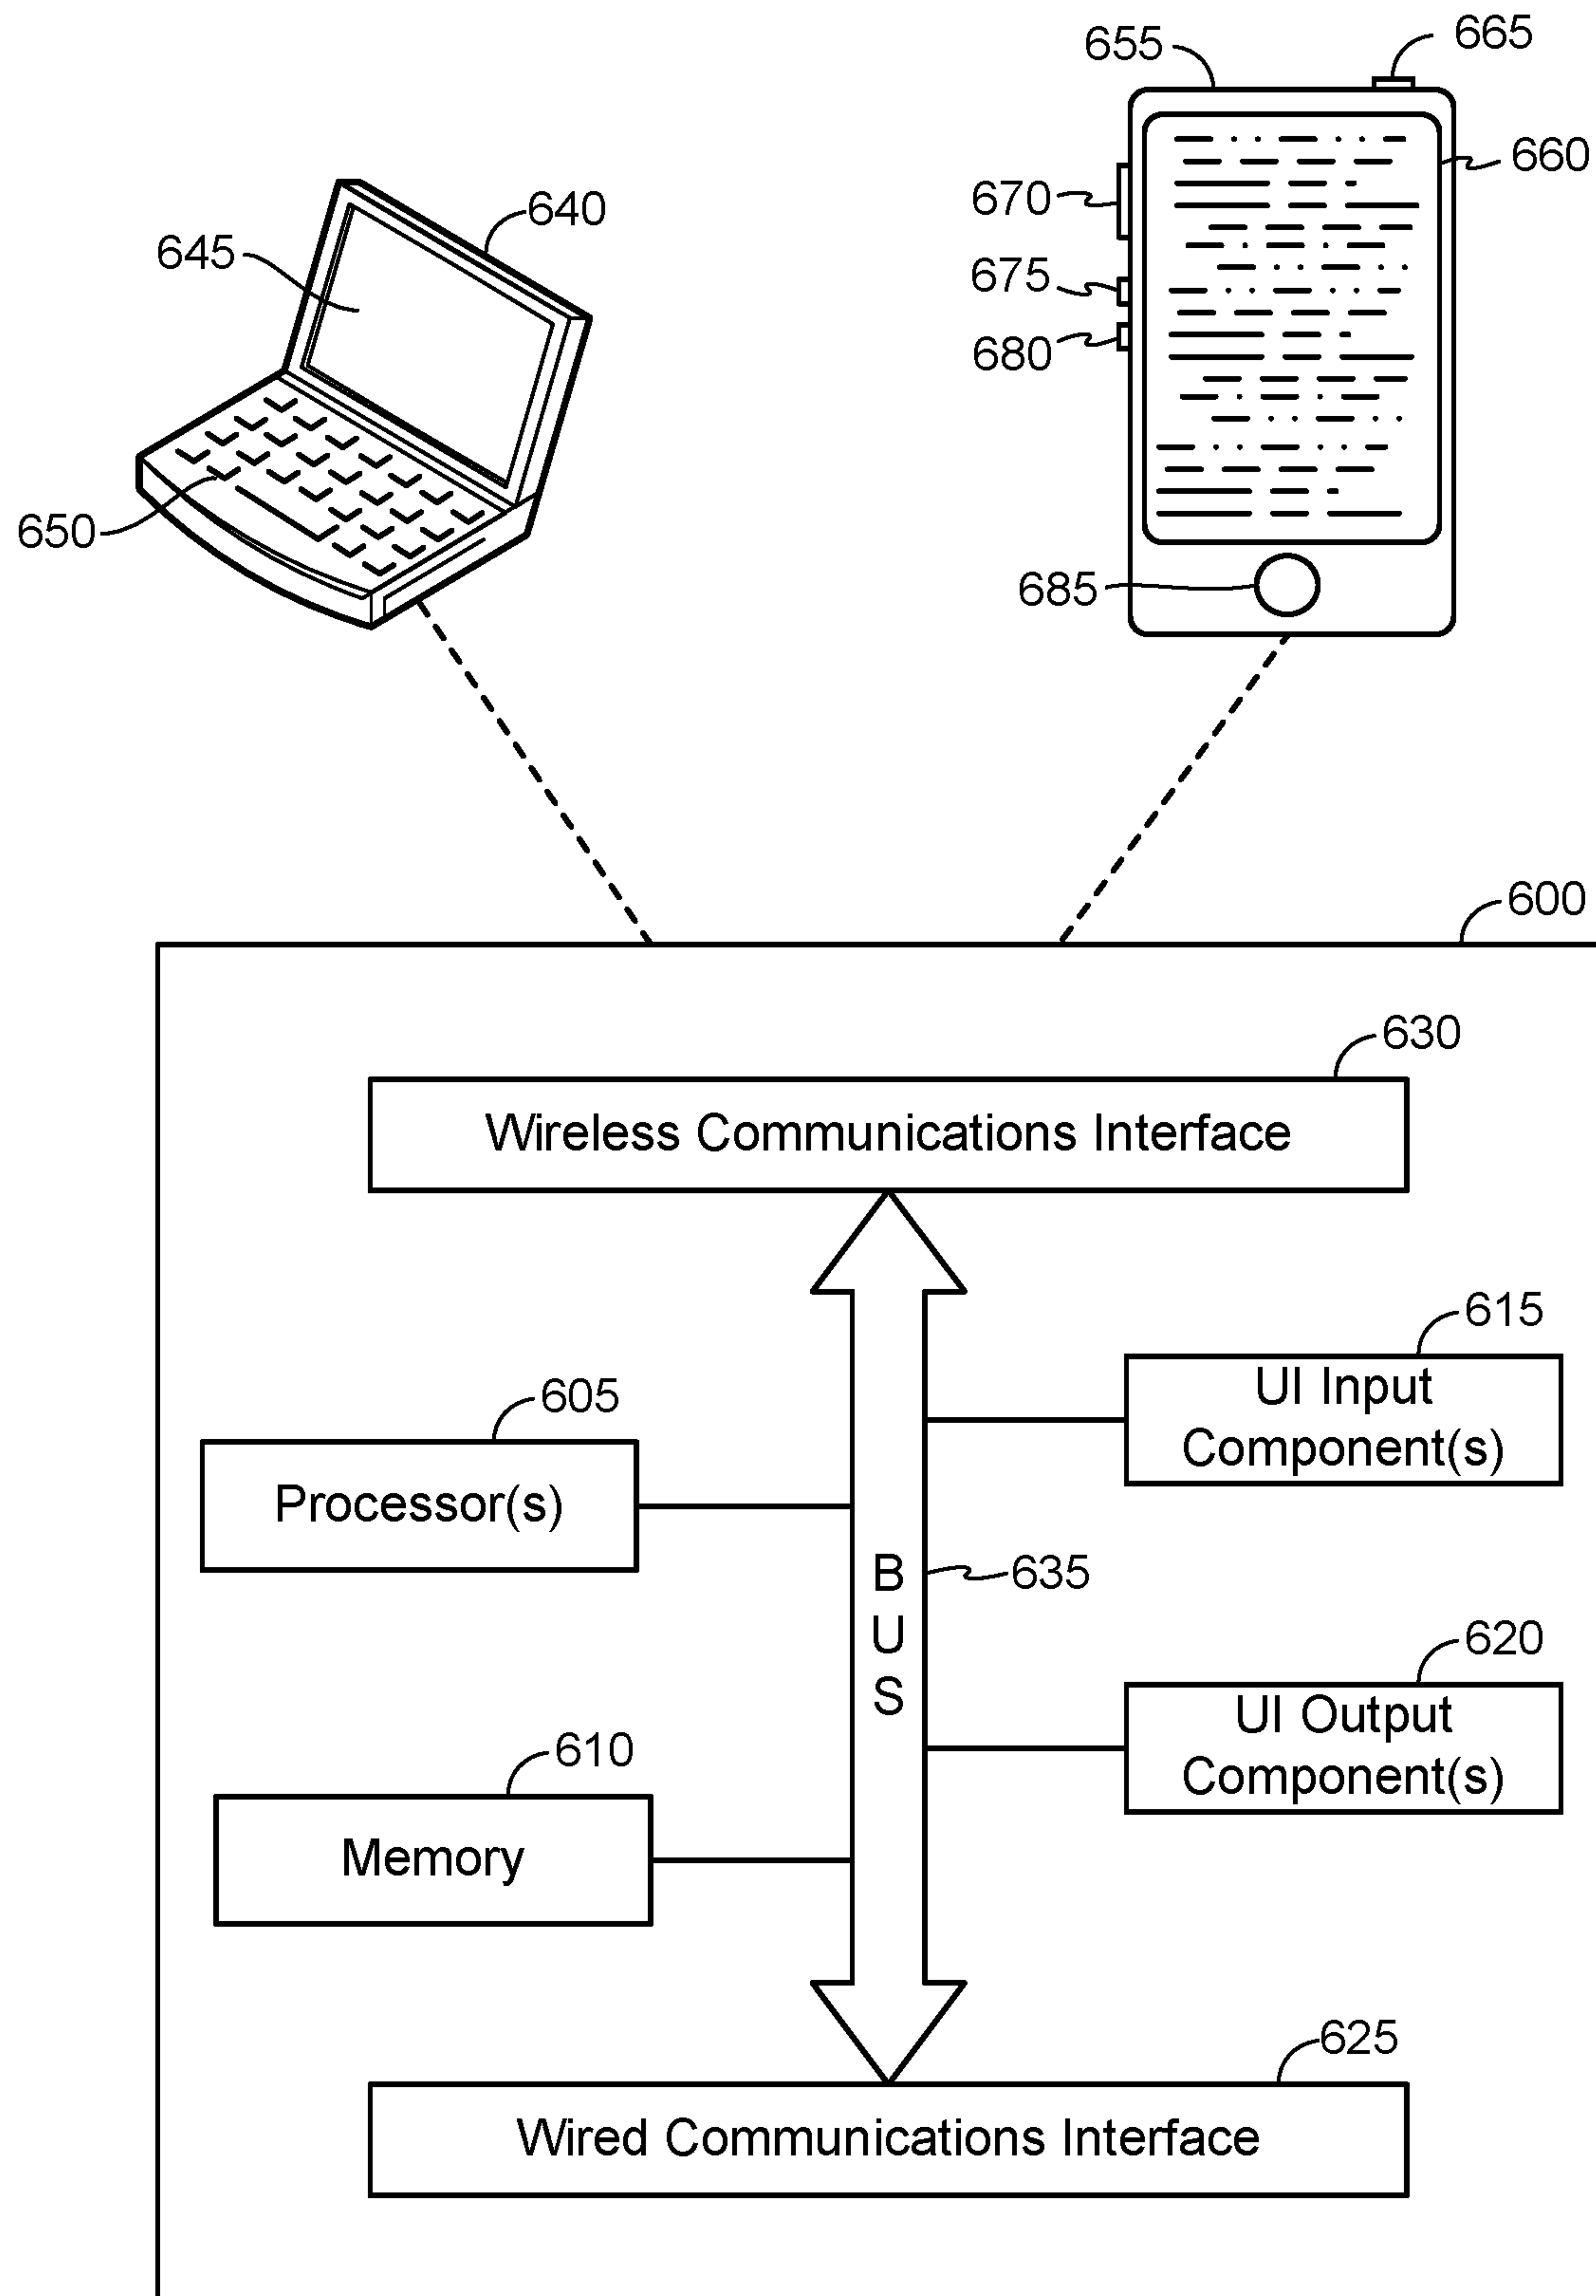 665
655
660
670
640
645
675
680
650
685
600
630
Wireless Communications Interface
615
UI Input
Component(s)
605
Processor(s)
B
U
S
635
620
UI Output
Component(s)
610
Memory
625
Wired Communications Interface